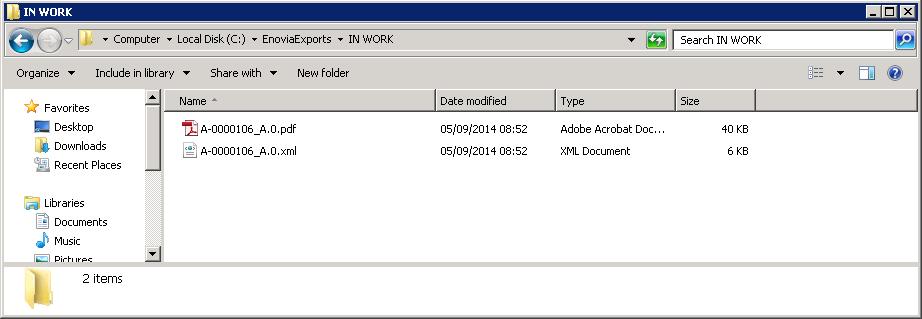 IN WORK
Computer Local Disk (C:) EnoviaExports IN WORK Search IN WORK
Organize Include in library Share with New folder
Name Date modified Type Size
Favorites
Desktop
Downloads
Recent Places
Libraries
Documents
Music
Pictures
A-0000106_A.0.pdf 05/09/2014 08:52 Adobe Acrobat Doc... 40 KB
A-0000106_A.0.xml 05/09/2014 08:52 XML Document 6 KB
2 items